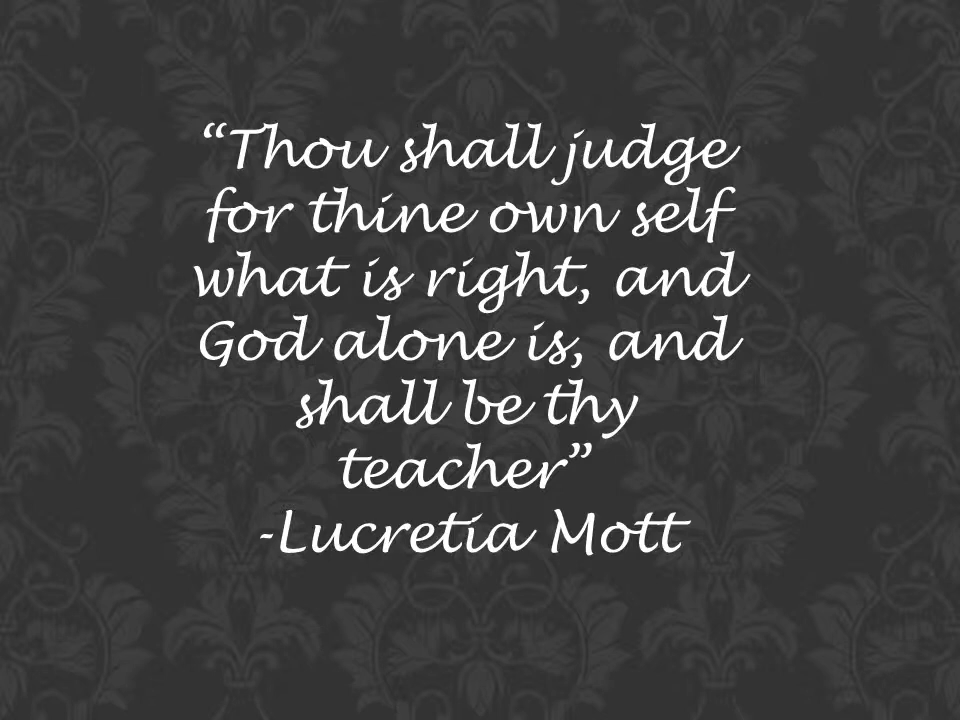 “Thou shall judge
for thine own self
what is right, and
God alone is, and
shall be thy
teacher”
-Lucretia Mott